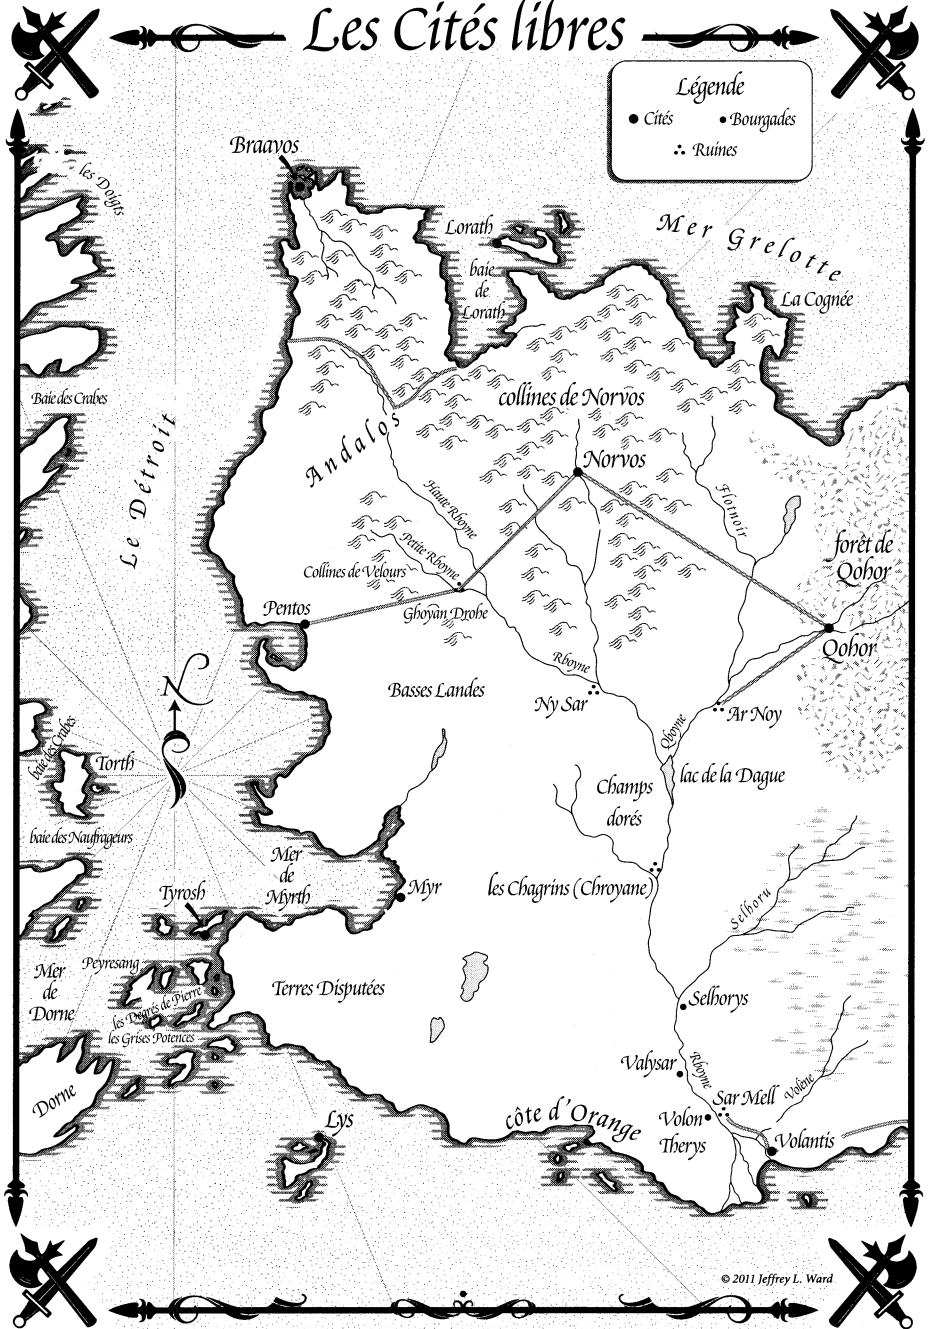 Les Cités libres
Légende
Cités
Bourgades
Ruines
Braavos
les Doigts
Lorath
baie
de
Lorath
Mer Grelotte
La Cognée
Baie des Crabes
Le Détroit
Andalos
collines de Norvos
Norvos
Haute Rhoyne
Flotnoir
Petite Rhoyne
forêt de
Qohor
Collines de Velours
Ghoyan Drohe
Pentos
Qohor
Rhoyne
Basses Landes
Ny Sar
Ar Noy
Qhoyne
N
baie des Crabes
Torth
lac de la Dague
Champs
dorés
baie des Naufrageurs
Mer
de
Myrth
Myr
les Chagrins (Chroyane)
Tyrosh
Selhoru
Peyresang
Mer
de
Dorne
les Degrés de Pierre
les Grises Potences
Terres Disputées
Selhorys
Valysar
Rhoyne
Dorne
Sar Mell
Volène
Volon
Therys
Lys
côte d'Orange
Volantis
© 2011 Jeffrey L. Ward